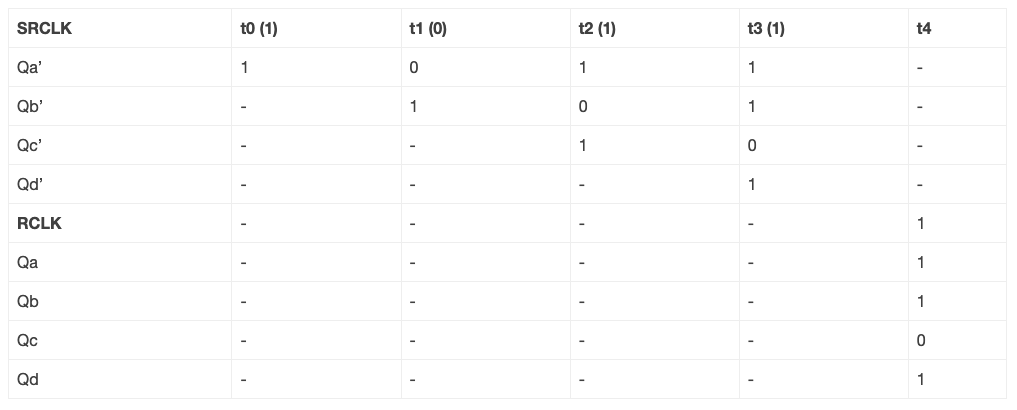 SRCLK t0 (1) t1 (0) t2 (1) t3 (1) t4
Qa’ 1 0 1 1 -
Qb’ - 1 0 1 -
Qc’ - - 1 0 -
Qd’ - - - 1 -
RCLK - - - - 1
Qa - - - - 1
Qb - - - - 1
Qc - - - - 0
Qd - - - - 1